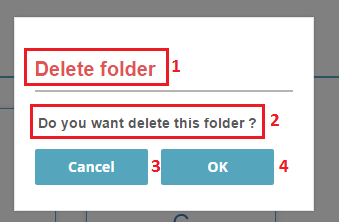 Delete folder 1
Do you want delete this folder ? 2
Cancel 3 OK 4